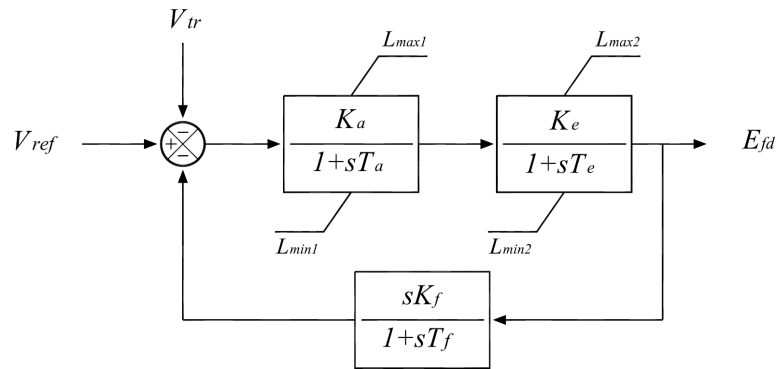 V_tr
L_max1
L_max2
V_ref
+
−
−
K_a
1+sT_a
K_e
1+sT_e
E_fd
L_min1
L_min2
sK_f
1+sT_f